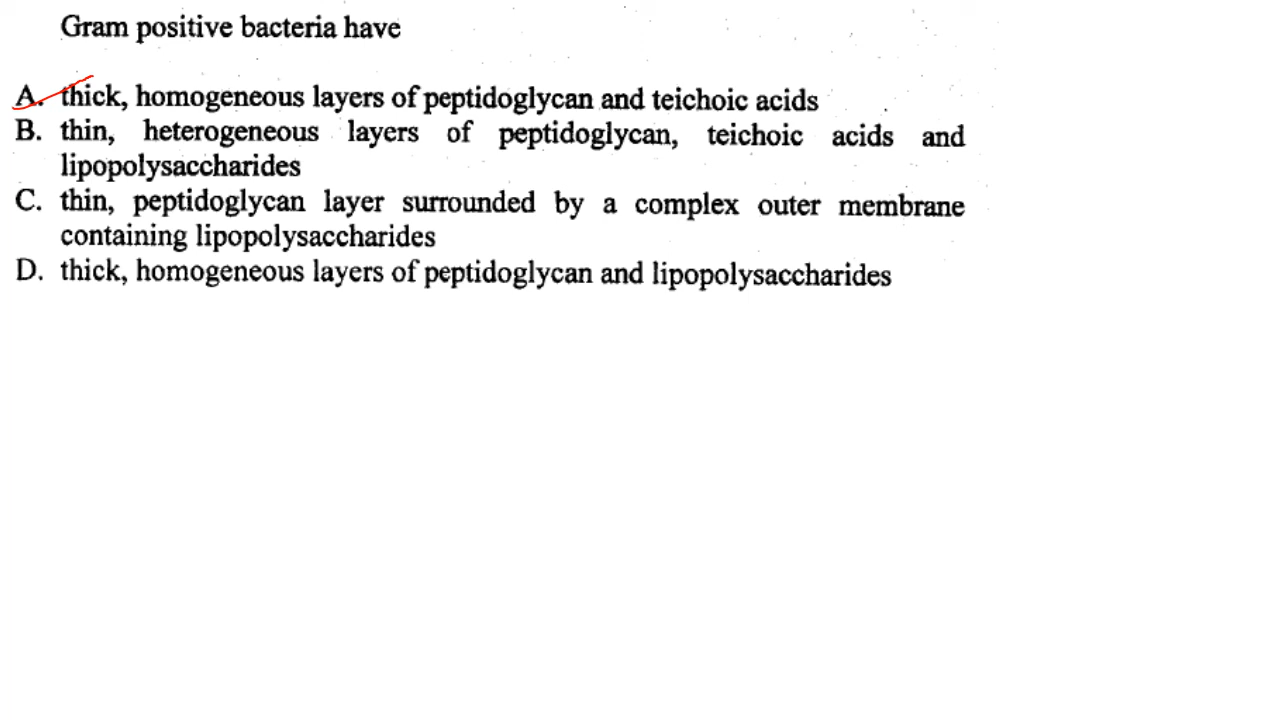 Gram positive bacteria have
A. thick, homogeneous layers of peptidoglycan and teichoic acids
B. thin, heterogeneous layers of peptidoglycan, teichoic acids and
lipopolysaccharides
C. thin, peptidoglycan layer surrounded by a complex outer membrane
containing lipopolysaccharides
D. thick, homogeneous layers of peptidoglycan and lipopolysaccharides